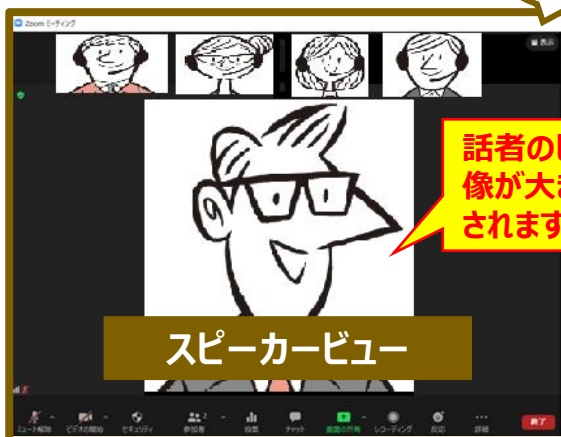 Zoom ミーティング
表示
話者のビ
像が大き
されます
スピーカービュー
ミュート解除
ビデオの開始
セキュリティ
参加者
2
投票
チャット
画面の共有
レコーディング
反応
詳細
終了